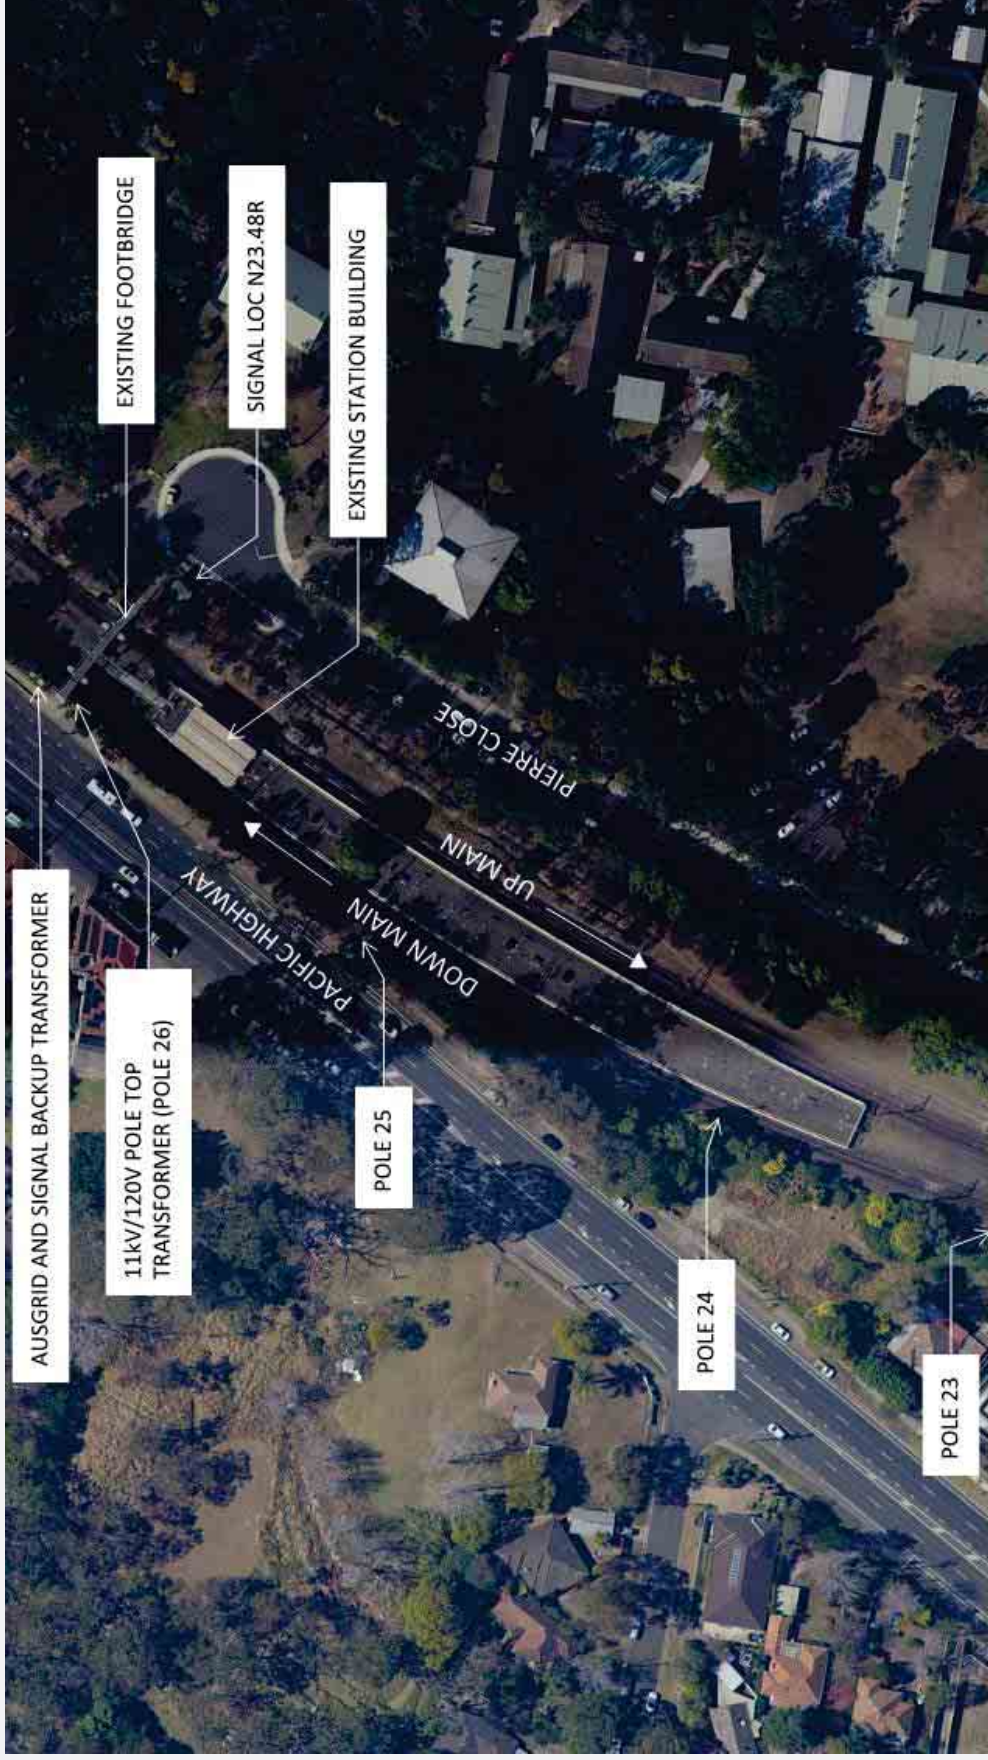 AUSGRID AND SIGNAL BACKUP TRANSFORMER
11kV/120V POLE TOP
TRANSFORMER (POLE 26)
EXISTING FOOTBRIDGE
SIGNAL LOC N23.48R
EXISTING STATION BUILDING
PACIFIC HIGHWAY
DOWN MAIN
UP MAIN
PIERRE CLOSE
POLE 25
POLE 24
POLE 23